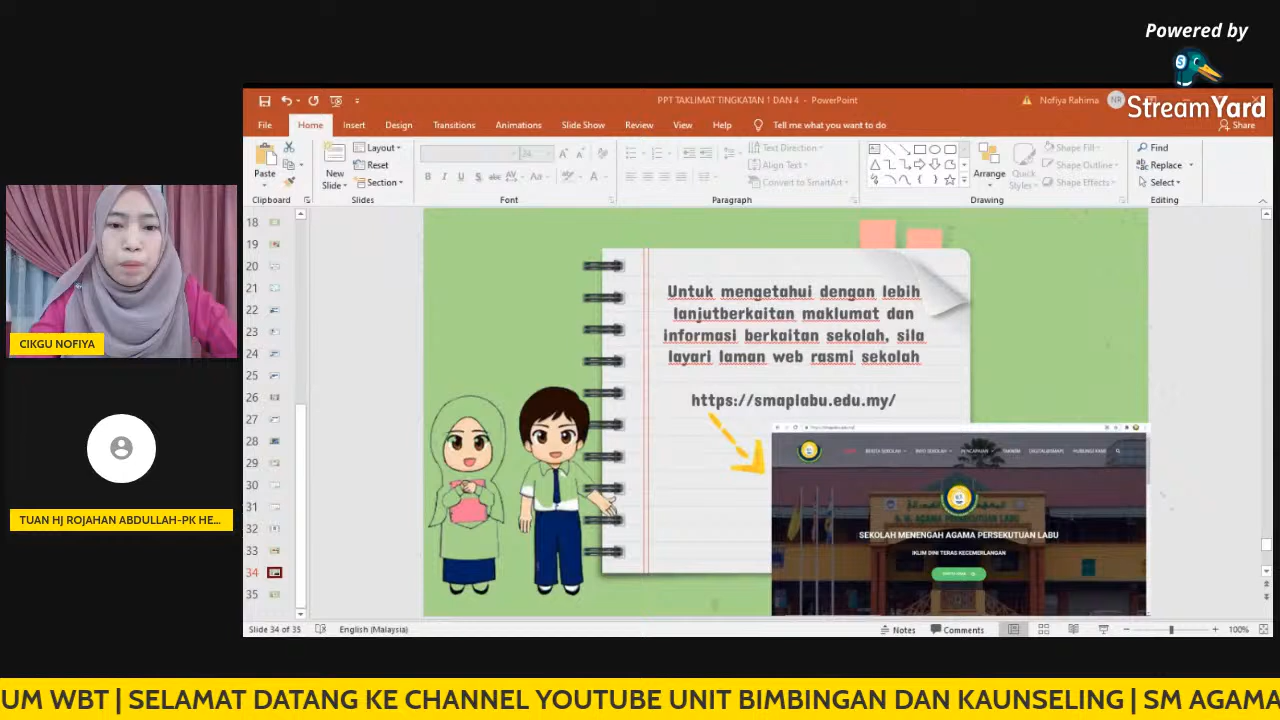 Powered by
StreamYard
PPT TAKLIMAT TINGKATAN 1 DAN 4 - PowerPoint
Nofiya Rahima
NR
File Home Insert Design Transitions Animations Slide Show Review View Help Tell me what you want to do
Share
Paste
New Slide
Layout
Reset
Section
Text Direction
Align Text
Convert to SmartArt
Arrange
Quick Styles
Shape Fill
Shape Outline
Shape Effects
Find
Replace
Select
Clipboard Slides Font Paragraph Drawing Editing
18
19
20
21
22
23
24
25
26
27
28
29
30
31
32
33
34
35
Untuk mengetahui dengan lebih
lanjutberkaitan maklumat dan
informasi berkaitan sekolah, sila
layari laman web rasmi sekolah
https://smaplabu.edu.my/
SEKOLAH MENENGAH AGAMA PERSEKUTUAN LABU
IKLIM DINI TERAS KECEMERLANGAN
CIKGU NOFIYA
TUAN HJ ROJAHAN ABDULLAH-PK HE...
Slide 34 of 35 English (Malaysia) Notes Comments 100%
UM WBT | SELAMAT DATANG KE CHANNEL YOUTUBE UNIT BIMBINGAN DAN KAUNSELING | SM AGAMA